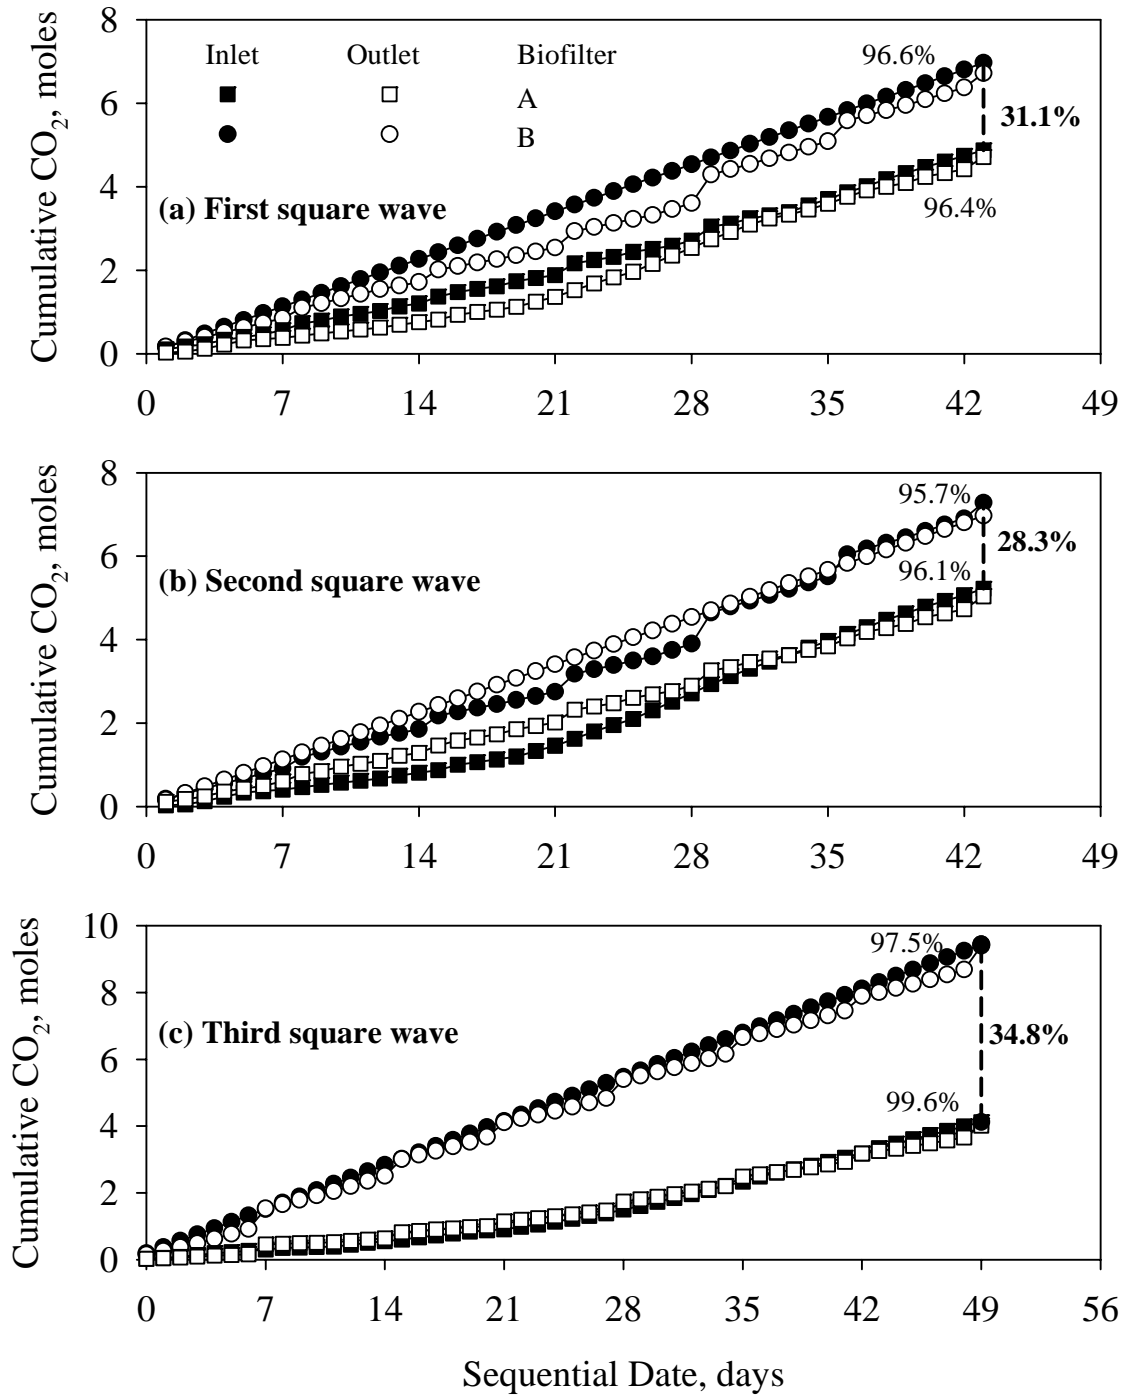 8
6
4
2
0
Cumulative CO₂, moles
Inlet Outlet Biofilter
A
B
96.6%
31.1%
(a) First square wave
96.4%
0 7 14 21 28 35 42 49
8
6
4
2
0
Cumulative CO₂, moles
95.7%
28.3%
(b) Second square wave
96.1%
0 7 14 21 28 35 42 49
10
8
6
4
2
0
Cumulative CO₂, moles
97.5%
(c) Third square wave
34.8%
99.6%
0 7 14 21 28 35 42 49 56
Sequential Date, days